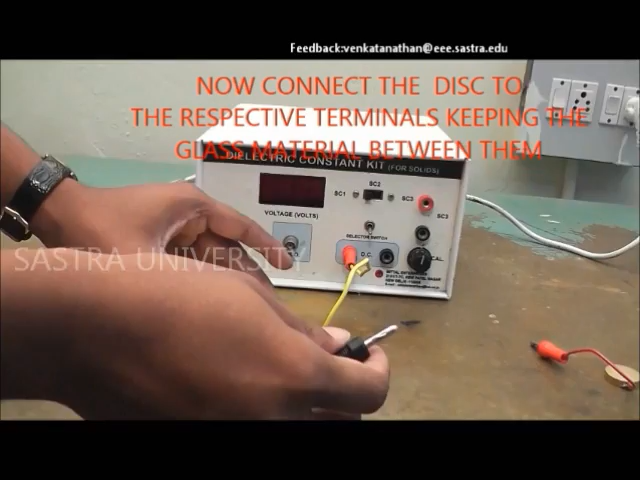 Feedback:venkatanathan@eee.sastra.edu
NOW CONNECT THE DISC TO
THE RESPECTIVE TERMINALS KEEPING THE
GLASS MATERIAL BETWEEN THEM
DIELECTRIC CONSTANT KIT (FOR SOLIDS)
SC2
SC1
SC3
SC3
VOLTAGE (VOLTS)
SELECTOR SWITCH
D.C.
CAL.
SASTRA UNIVERSITY